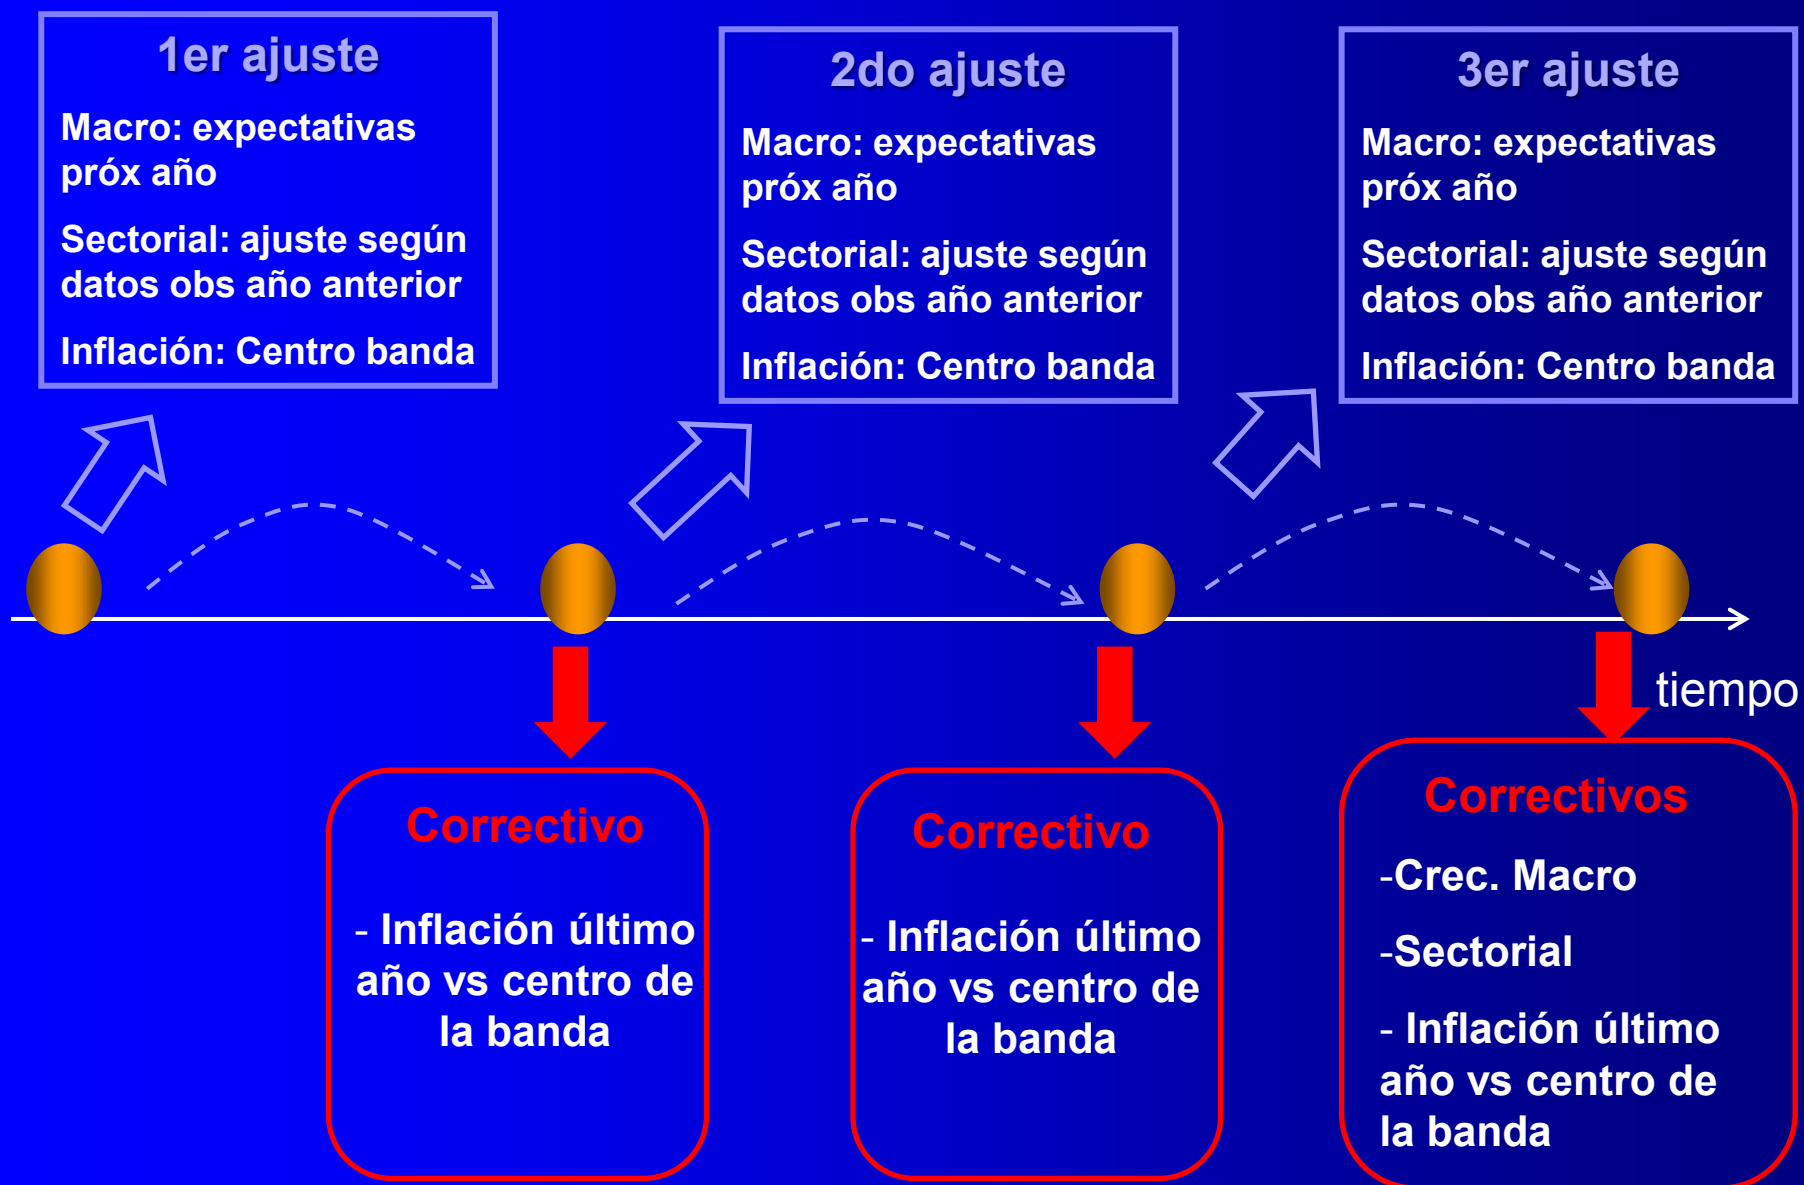 1er ajuste
Macro: expectativas
próx año
Sectorial: ajuste según
datos obs año anterior
Inflación: Centro banda
2do ajuste
Macro: expectativas
próx año
Sectorial: ajuste según
datos obs año anterior
Inflación: Centro banda
3er ajuste
Macro: expectativas
próx año
Sectorial: ajuste según
datos obs año anterior
Inflación: Centro banda
tiempo
Correctivo
- Inflación último
año vs centro de
la banda
Correctivo
- Inflación último
año vs centro de
la banda
Correctivos
-Crec. Macro
-Sectorial
- Inflación último
año vs centro de
la banda